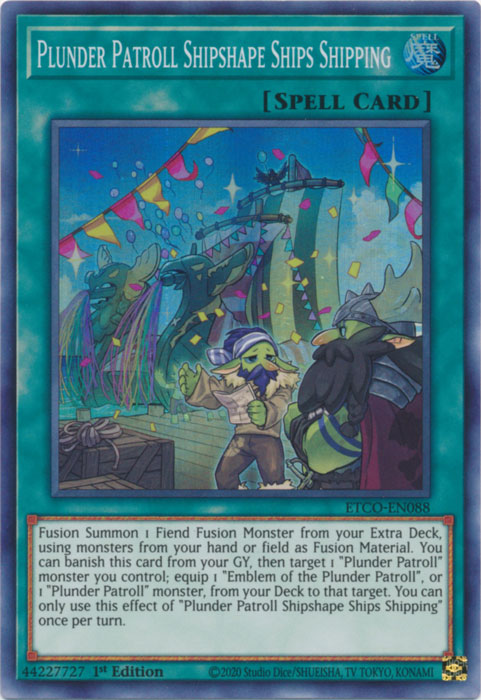 PLUNDER PATROLL SHIPSHAPE SHIPS SHIPPING
SPELL
魔
[SPELL CARD]
ETCO-EN088
Fusion Summon 1 Fiend Fusion Monster from your Extra Deck,
using monsters from your hand or field as Fusion Material. You
can banish this card from your GY, then target 1 "Plunder Patroll"
monster you control; equip 1 "Emblem of the Plunder Patroll", or
1 "Plunder Patroll" monster, from your Deck to that target. You can
only use this effect of "Plunder Patroll Shipshape Ships Shipping"
once per turn.
44227727 1st Edition ©2020 Studio Dice/SHUEISHA, TV TOKYO, KONAMI